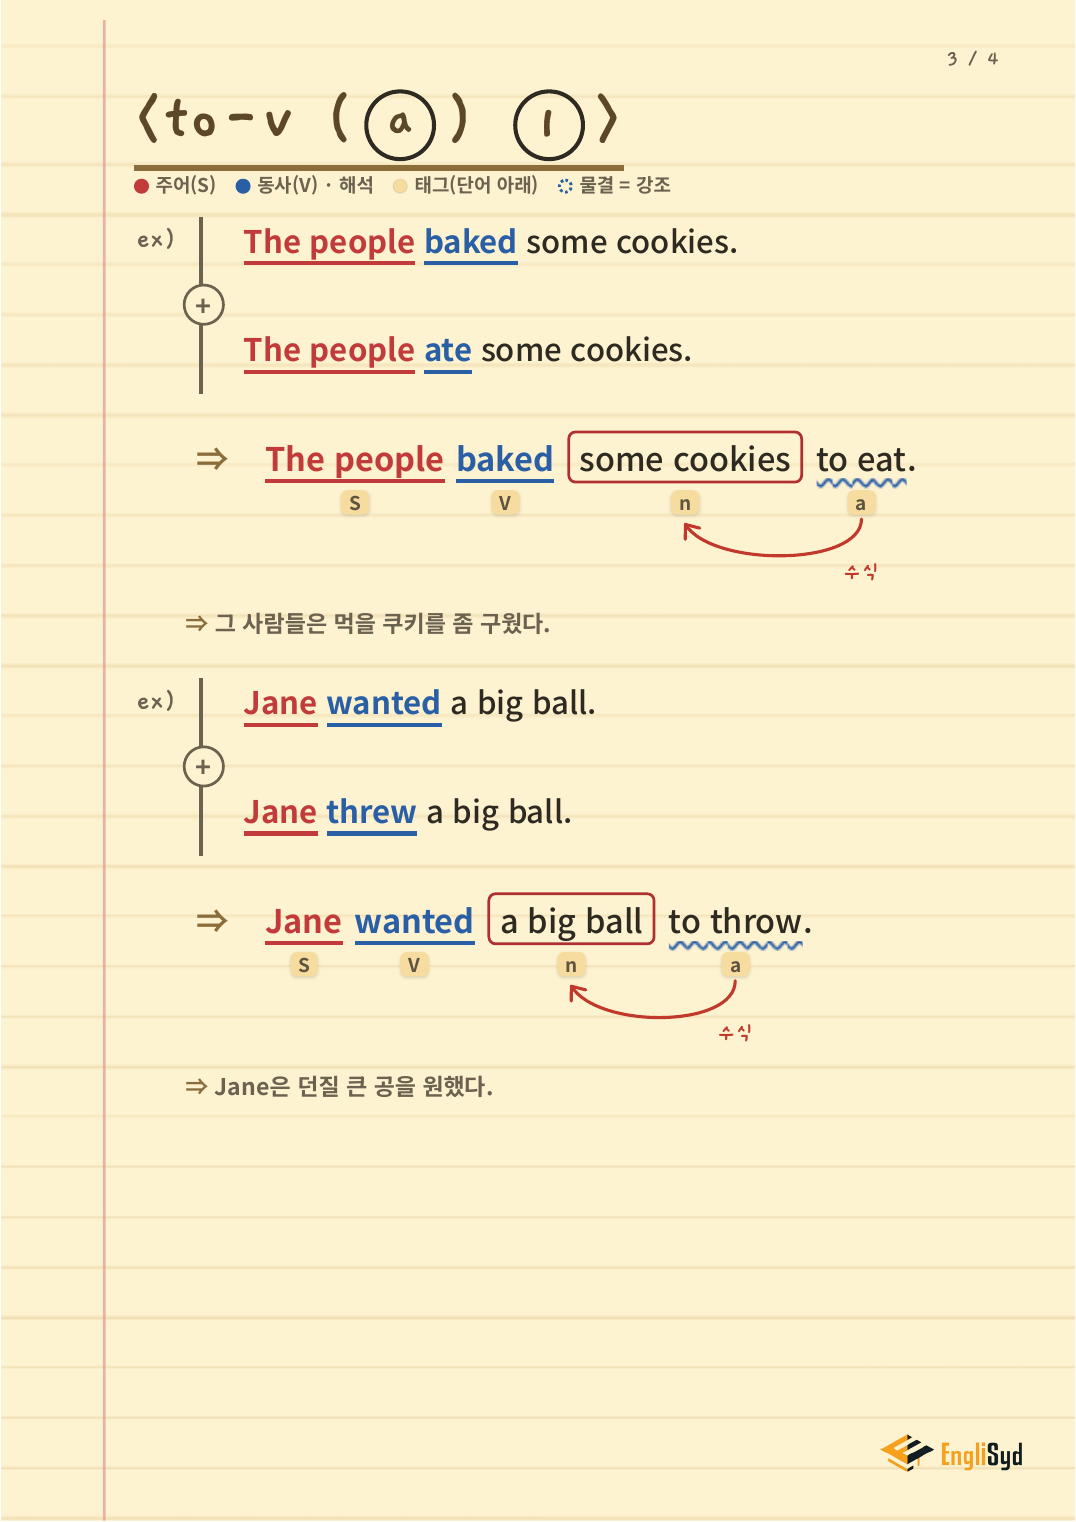 3 / 4
<to-v (ⓐ) ①>
주어(S) 동사(V) · 해석 태그(단어 아래) 물결 = 강조
ex) The people baked some cookies.
+
The people ate some cookies.
⇒ The people baked some cookies to eat.
S V n a
수식
⇒ 그 사람들은 먹을 쿠키를 좀 구웠다.
ex) Jane wanted a big ball.
+
Jane threw a big ball.
⇒ Jane wanted a big ball to throw.
S V n a
수식
⇒ Jane은 던질 큰 공을 원했다.
EngliSyd